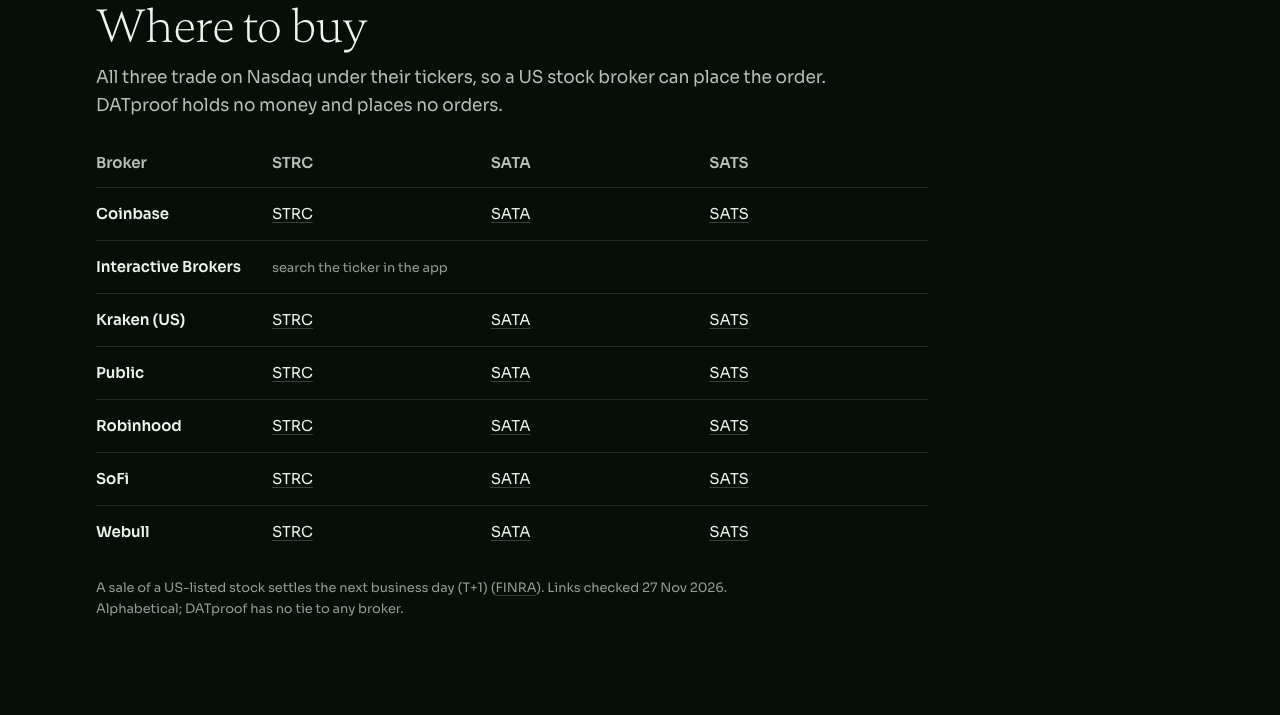 Where to buy
All three trade on Nasdaq under their tickers, so a US stock broker can place the order.
DATproof holds no money and places no orders.
Broker STRC SATA SATS
Coinbase STRC SATA SATS
Interactive Brokers search the ticker in the app
Kraken (US) STRC SATA SATS
Public STRC SATA SATS
Robinhood STRC SATA SATS
SoFi STRC SATA SATS
Webull STRC SATA SATS
A sale of a US-listed stock settles the next business day (T+1) (FINRA). Links checked 27 Nov 2026.
Alphabetical; DATproof has no tie to any broker.